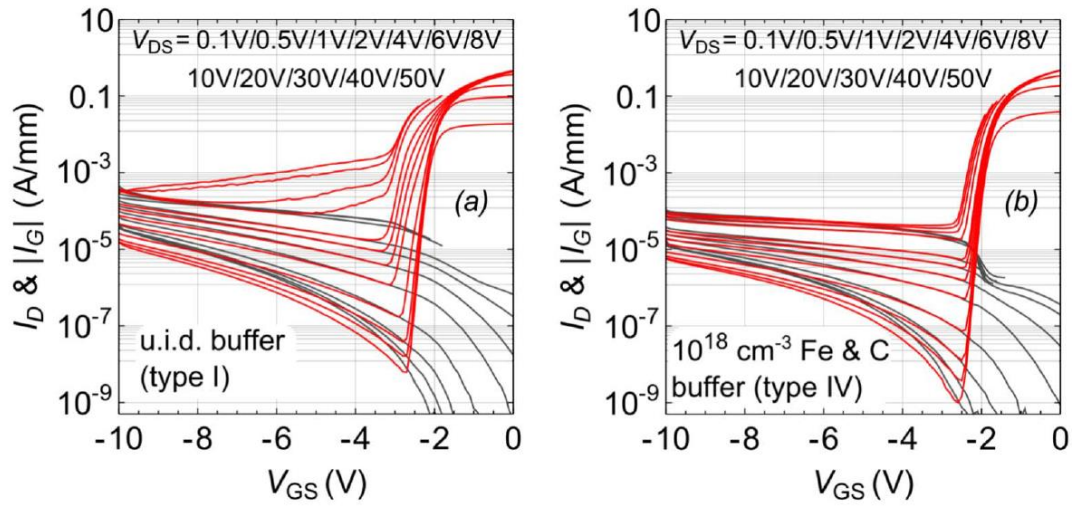 V_DS = 0.1V/0.5V/1V/2V/4V/6V/8V
10V/20V/30V/40V/50V
(a)
u.i.d. buffer
(type I)
10
0.1
10⁻³
10⁻⁵
10⁻⁷
10⁻⁹
I_D & |I_G| (A/mm)
-10 -8 -6 -4 -2 0
V_GS (V)
V_DS = 0.1V/0.5V/1V/2V/4V/6V/8V
10V/20V/30V/40V/50V
(b)
10¹⁸ cm⁻³ Fe & C
buffer (type IV)
10
0.1
10⁻³
10⁻⁵
10⁻⁷
10⁻⁹
I_D & |I_G| (A/mm)
-10 -8 -6 -4 -2 0
V_GS (V)